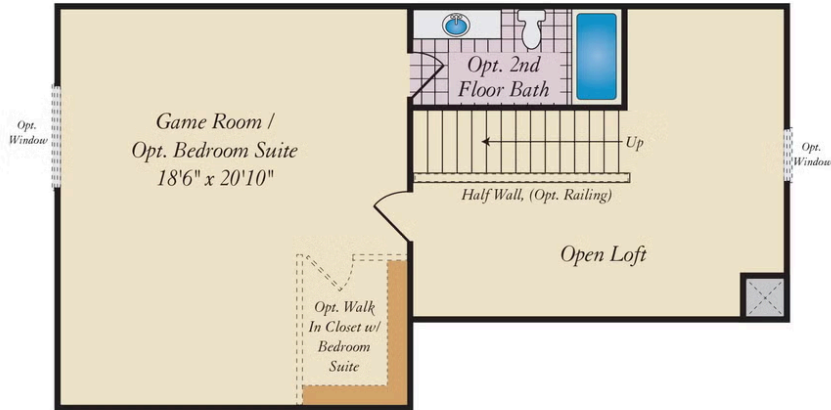 Opt. 2nd
Floor Bath
Game Room /
Opt. Bedroom Suite
18'6" x 20'10"
Opt.
Window
Up
Opt.
Window
Half Wall, (Opt. Railing)
Open Loft
Opt. Walk
In Closet w/
Bedroom
Suite